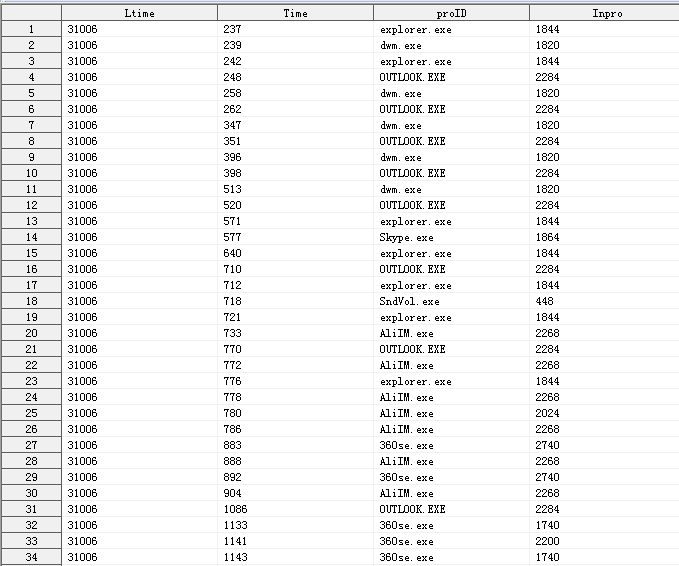 Ltime Time proID Inpro
1 31006 237 explorer.exe 1844
2 31006 239 dwm.exe 1820
3 31006 242 explorer.exe 1844
4 31006 248 OUTLOOK.EXE 2284
5 31006 258 dwm.exe 1820
6 31006 262 OUTLOOK.EXE 2284
7 31006 347 dwm.exe 1820
8 31006 351 OUTLOOK.EXE 2284
9 31006 396 dwm.exe 1820
10 31006 398 OUTLOOK.EXE 2284
11 31006 513 dwm.exe 1820
12 31006 520 OUTLOOK.EXE 2284
13 31006 571 explorer.exe 1844
14 31006 577 Skype.exe 1864
15 31006 640 explorer.exe 1844
16 31006 710 OUTLOOK.EXE 2284
17 31006 712 explorer.exe 1844
18 31006 718 SndVol.exe 448
19 31006 721 explorer.exe 1844
20 31006 733 AliIM.exe 2268
21 31006 770 OUTLOOK.EXE 2284
22 31006 772 AliIM.exe 2268
23 31006 776 explorer.exe 1844
24 31006 778 AliIM.exe 2268
25 31006 780 AliIM.exe 2024
26 31006 786 AliIM.exe 2268
27 31006 883 360se.exe 2740
28 31006 888 AliIM.exe 2268
29 31006 892 360se.exe 2740
30 31006 904 AliIM.exe 2268
31 31006 1086 OUTLOOK.EXE 2284
32 31006 1133 360se.exe 1740
33 31006 1141 360se.exe 2200
34 31006 1143 360se.exe 1740